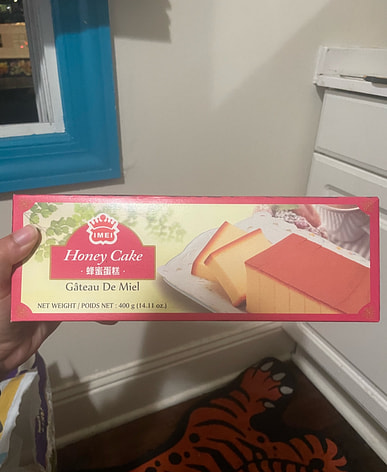 IMEI
Honey Cake
·蜂蜜蛋糕·
Gâteau De Miel
NET WEIGHT / POIDS NET : 400 g (14.11 oz.)